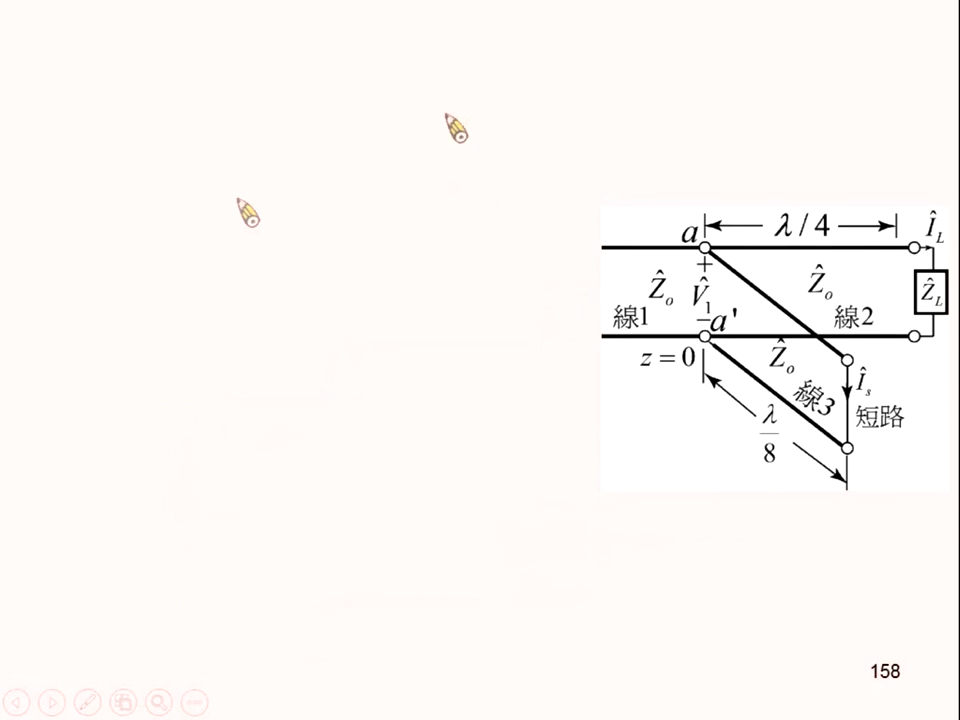 λ / 4
Î_L
a
+
Ẑ_o
V̂_1
Ẑ_o
Ẑ_L
線1
−
a'
線2
z = 0
Ẑ_o
Î_s
線3
短路
λ
8
158